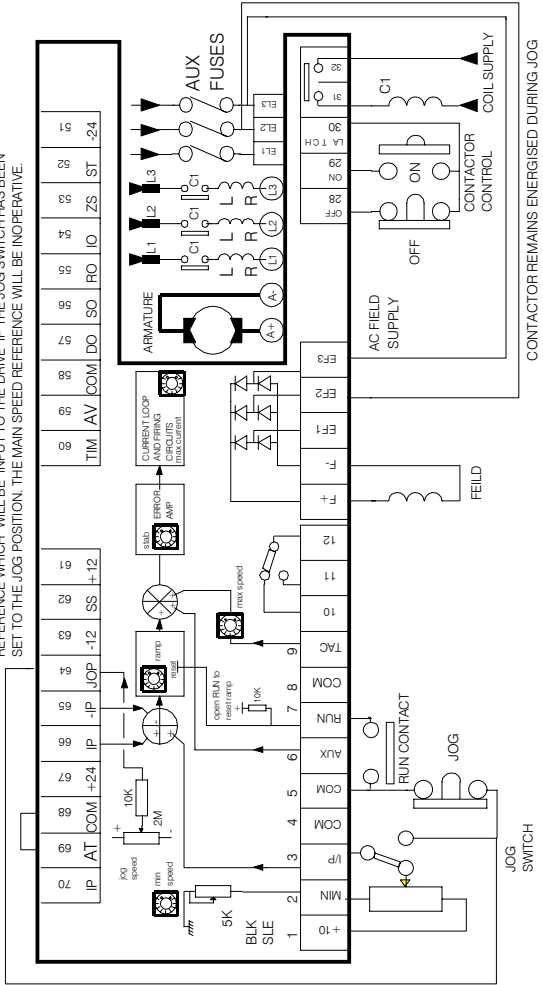 REFERENCE WHICH WILL BE INPUT TO THE DRIVE IF THE JOG SWITCH HAS BEEN
SET TO THE JOG POSITION. THE MAIN SPEED REFERENCE WILL BE INOPERATIVE.
70 69 68 67 66 65 64 63 62 61
IP AT COM +24 IP -IP JOP -12 SS +12
60 59 58 57 56 55 54 53 52 51
TIM AV COM DO SO RO IO ZS ST -24
jog
speed
+
-
10K
2M
min
speed
5K
BLK
SLE
ramp
reset
open RUN to
reset ramp
+
10K
stab
ERROR
AMP
max speed
CURRENT LOOP
AND FIRING
CIRCUITS
max current
ARMATURE
A+ A-
L1 L2 L3
C1 C1 C1
L L L
R R R
L1 L2 L3
AUX
FUSES
EL1 EL2 EL3
1 2 3 4 5 6 7 8 9 10 11 12
+10 MIN I/P COM COM AUX RUN COM TAC
F+ F- EF1 EF2 EF3
28 29 30 31 32
OFF ON LA TCH
RUN CONTACT
JOG
JOG
SWITCH
FEILD
AC FIELD
SUPPLY
OFF
ON
CONTACTOR
CONTROL
C1
COIL SUPPLY
CONTACTOR REMAINS ENERGISED DURING JOG